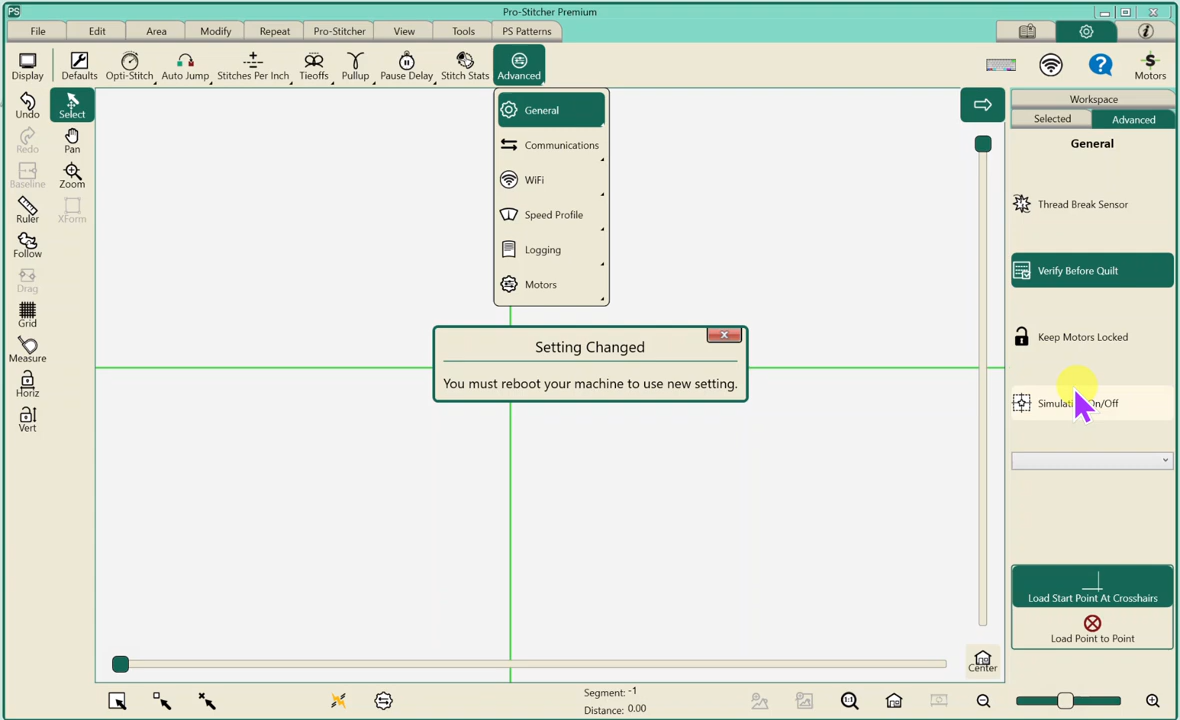 PS
Pro-Stitcher Premium
File
Edit
Area
Modify
Repeat
Pro-Stitcher
View
Tools
PS Patterns
Display
Defaults
Opti-Stitch
Auto Jump
Stitches Per Inch
Tieoffs
Pullup
Pause Delay
Stitch Stats
Advanced
Motors
Undo
Select
Redo
Pan
Baseline
Zoom
Ruler
XForm
Follow
Drag
Grid
Measure
Horiz
Vert
General
Communications
WiFi
Speed Profile
Logging
Motors
Setting Changed
You must reboot your machine to use new setting.
Workspace
Selected
Advanced
General
Thread Break Sensor
Verify Before Quilt
Keep Motors Locked
On/Off
Load Start Point At Crosshairs
Load Point to Point
Center
Segment: -1
Distance: 0.00